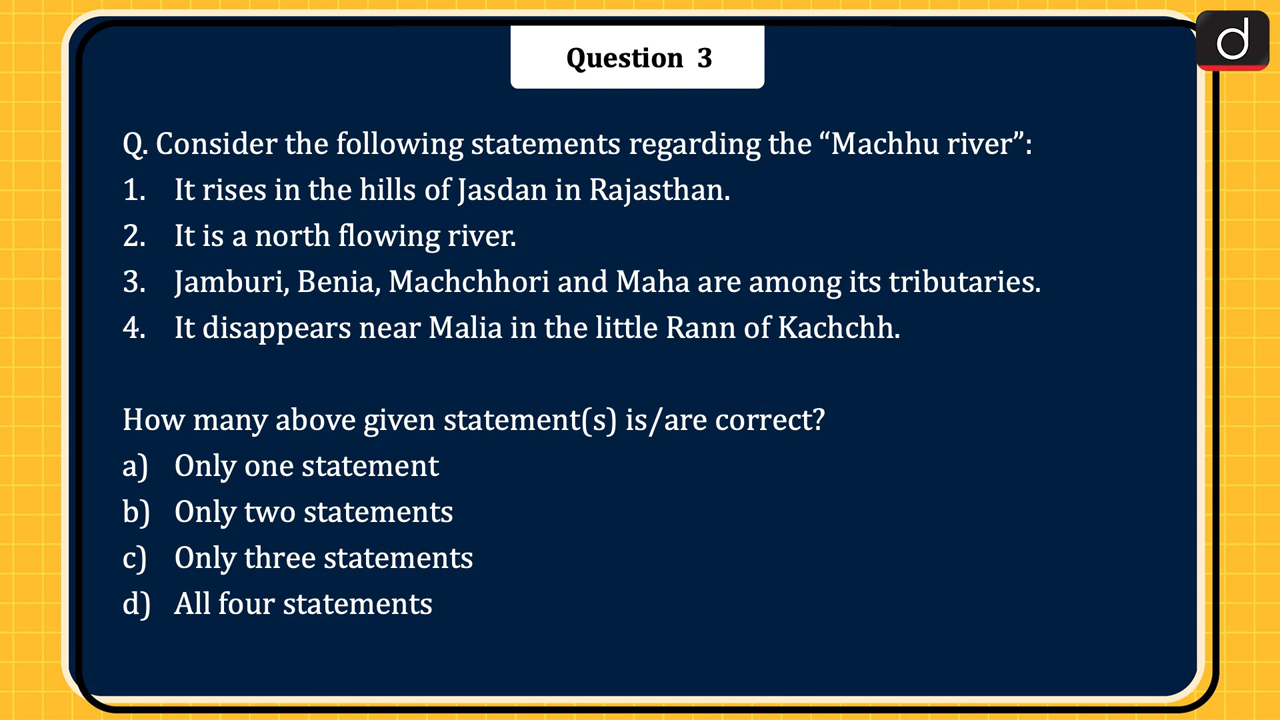 Question 3
Q. Consider the following statements regarding the “Machhu river”:
1. It rises in the hills of Jasdan in Rajasthan.
2. It is a north flowing river.
3. Jamburi, Benia, Machchhori and Maha are among its tributaries.
4. It disappears near Malia in the little Rann of Kachchh.
How many above given statement(s) is/are correct?
a) Only one statement
b) Only two statements
c) Only three statements
d) All four statements